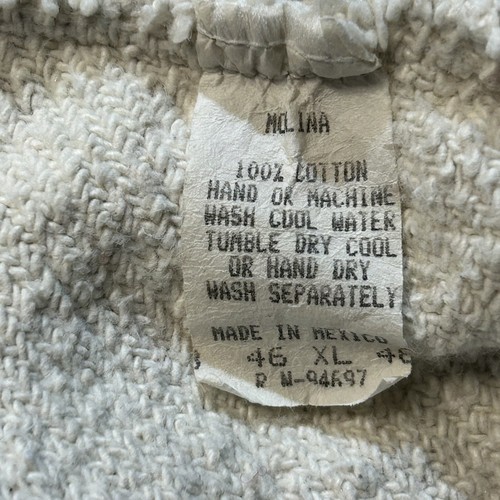 MOLINA
100% COTTON
HAND OR MACHINE
WASH COOL WATER
TUMBLE DRY COOL
OR HAND DRY
WASH SEPARATELY
MADE IN MEXICO
46 XL
R N-94697